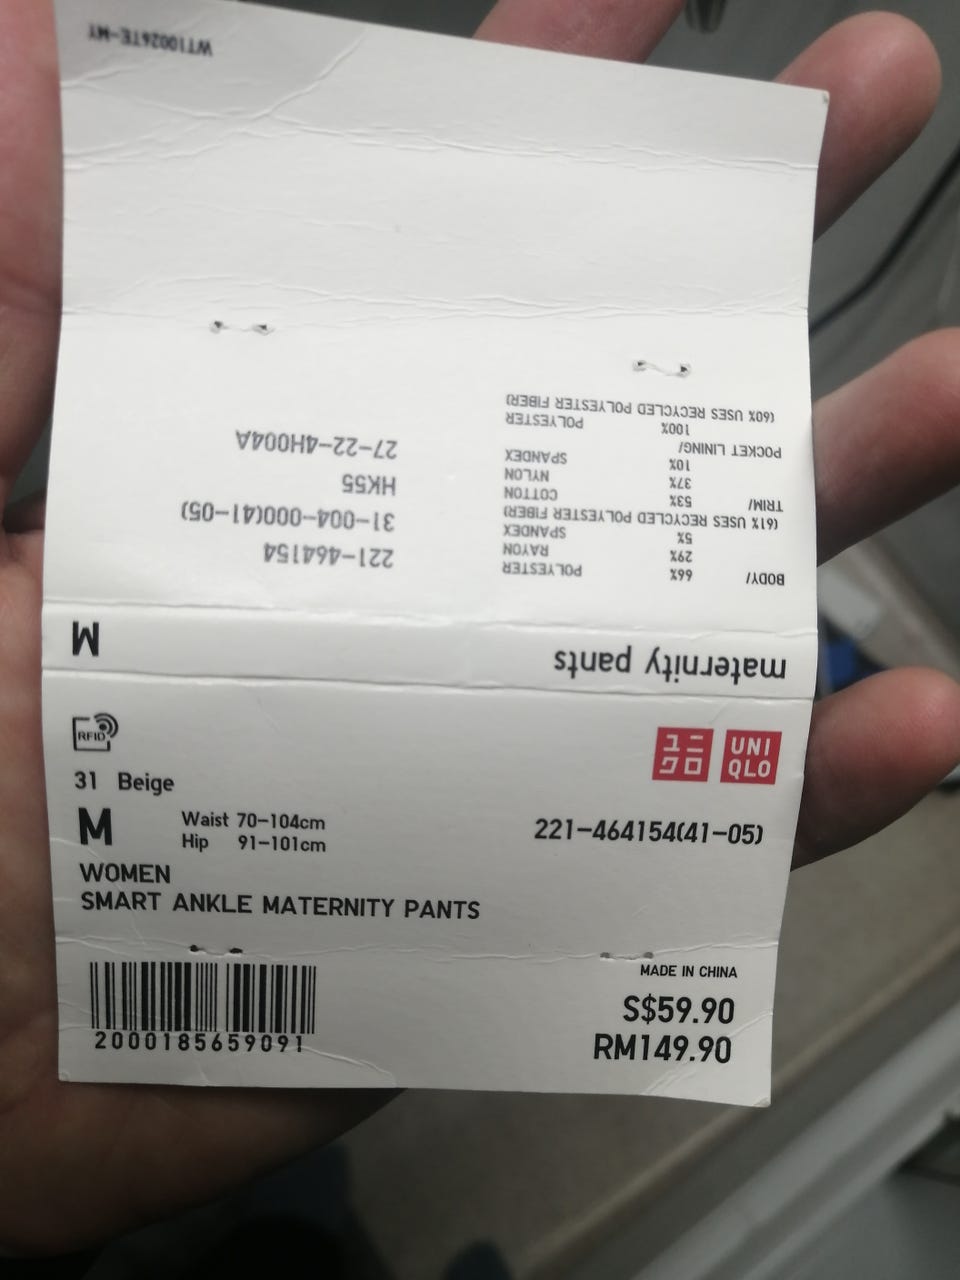 WT10026TE-MY
27-22-4H004A
HK55
31-004-000(41-05)
221-464154
BODY/ 66% POLYESTER
29% RAYON
5% SPANDEX
(61% USES RECYCLED POLYESTER FIBER)
TRIM/ 53% COTTON
37% NYLON
10% SPANDEX
POCKET LINING/
100% POLYESTER
(60% USES RECYCLED POLYESTER FIBER)
maternity pants M
RFID
ユニクロ
UNIQLO
31 Beige
M Waist 70-104cm
Hip 91-101cm
221-464154(41-05)
WOMEN
SMART ANKLE MATERNITY PANTS
MADE IN CHINA
S$59.90
RM149.90
2000185659091